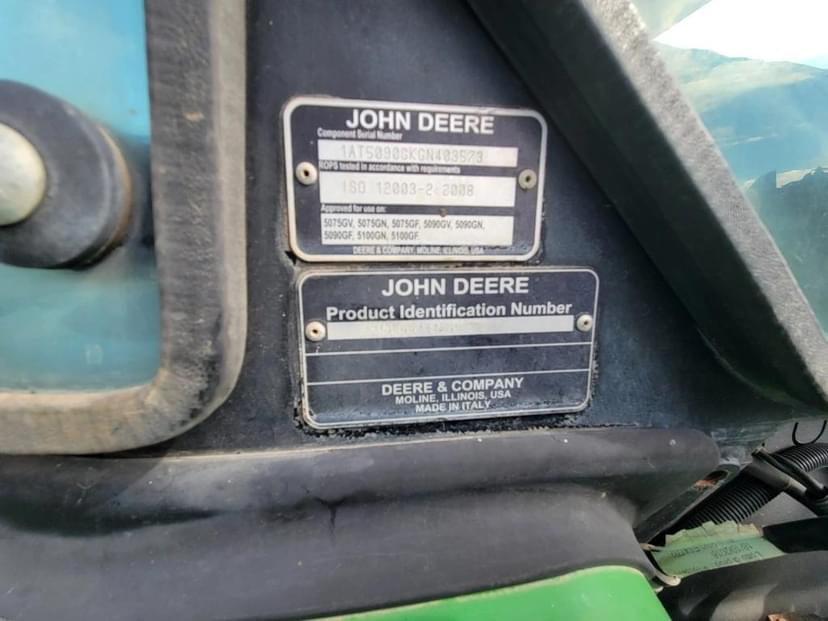 JOHN DEERE
Component Serial Number
1AT5090GKGN403573
ROPS tested in accordance with requirements
ISO 12003-2:2008
Approved for use on:
5075GV, 5075GN, 5075GF, 5090GV, 5090GN,
5090GF, 5100GN, 5100GF.
DEERE & COMPANY, MOLINE, ILLINOIS, USA
JOHN DEERE
Product Identification Number
DEERE & COMPANY
MOLINE, ILLINOIS, USA
MADE IN ITALY